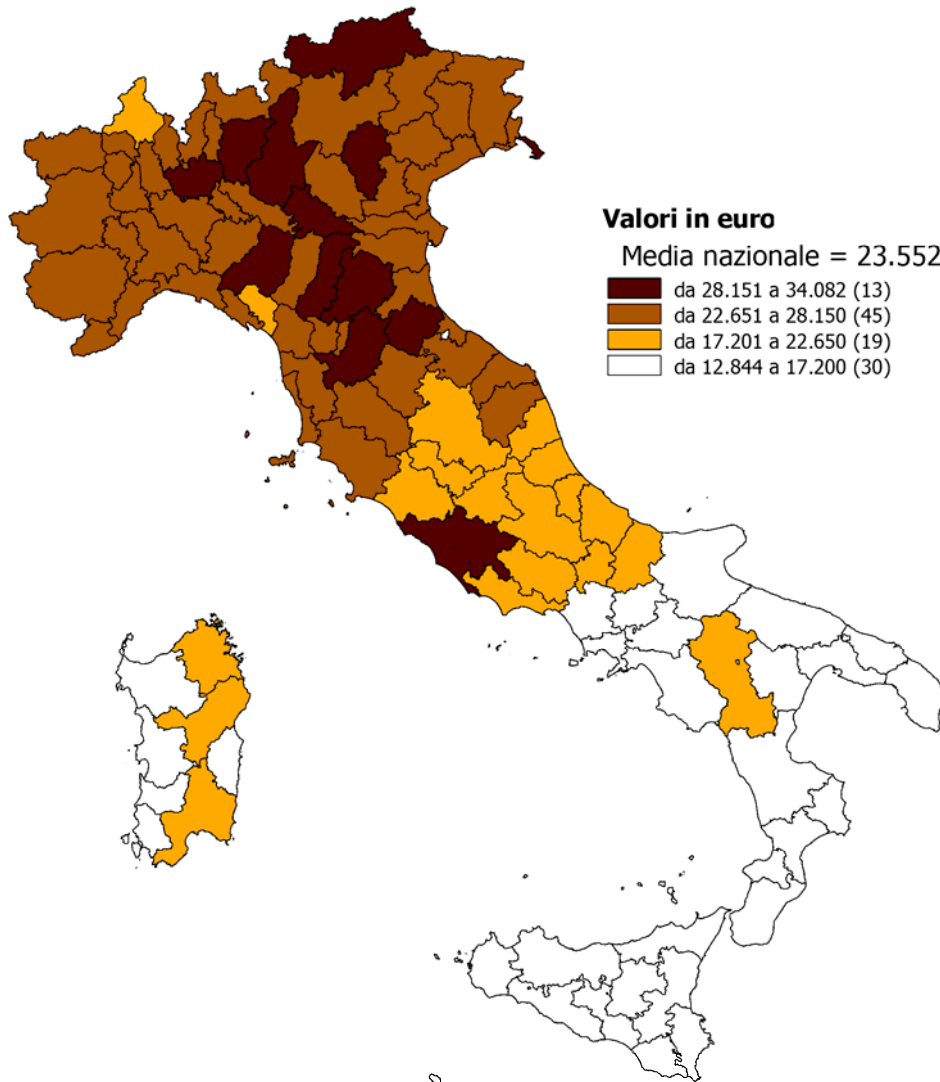 Valori in euro
Media nazionale = 23.552
da 28.151 a 34.082 (13)
da 22.651 a 28.150 (45)
da 17.201 a 22.650 (19)
da 12.844 a 17.200 (30)